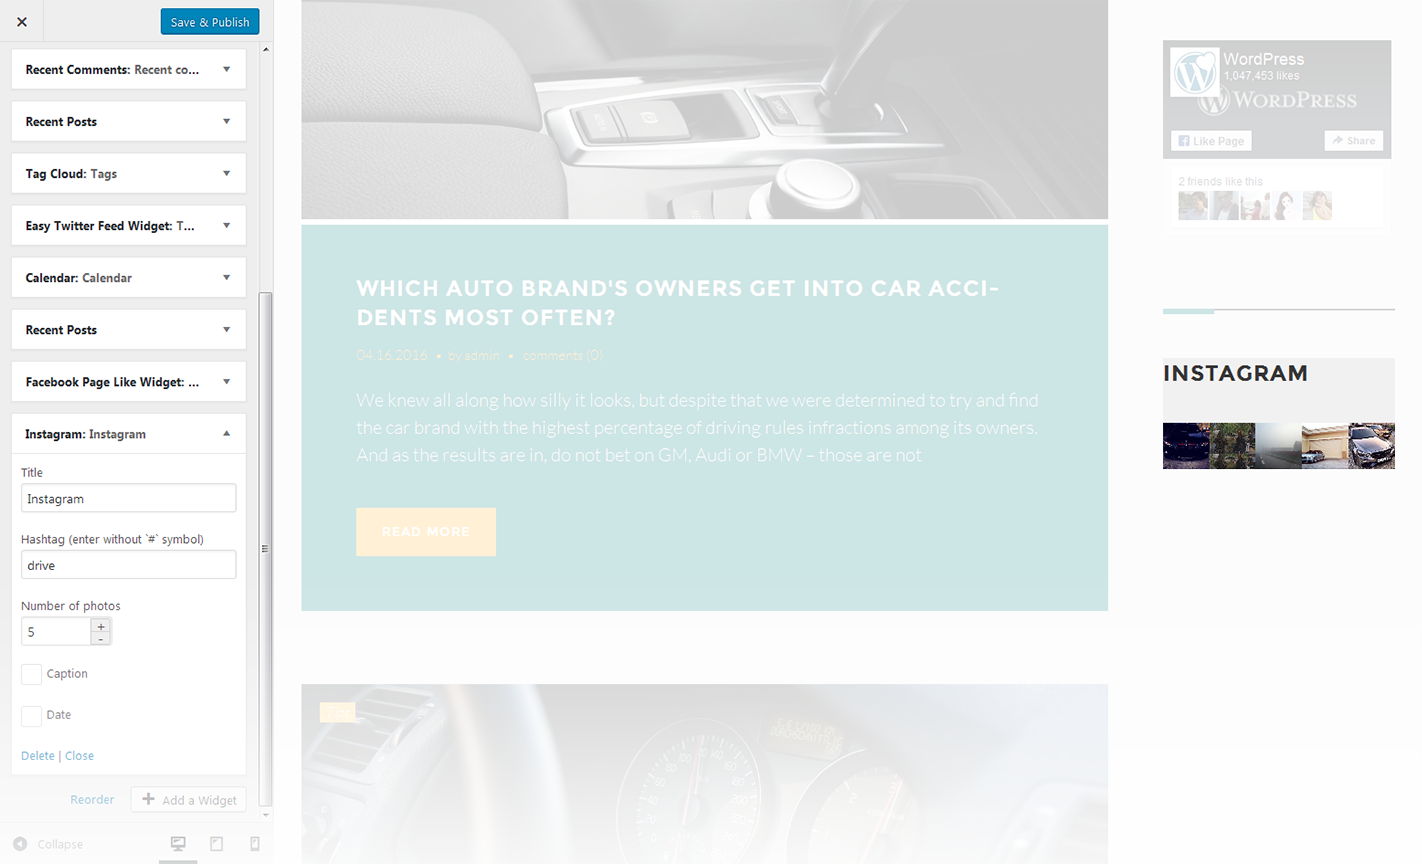 Save & Publish
Recent Comments: Recent co...
Recent Posts
Tag Cloud: Tags
Easy Twitter Feed Widget: T...
Calendar: Calendar
Recent Posts
Facebook Page Like Widget: ...
Instagram: Instagram
Title
Instagram
Hashtag (enter without `#` symbol)
drive
Number of photos
5
+
-
Caption
Date
Delete | Close
Reorder
+ Add a Widget
Collapse
WHICH AUTO BRAND'S OWNERS GET INTO CAR ACCI-
DENTS MOST OFTEN?
04.16.2016 • by admin • comments (0)
We knew all along how silly it looks, but despite that we were determined to try and find
the car brand with the highest percentage of driving rules infractions among its owners.
And as the results are in, do not bet on GM, Audi or BMW – those are not
READ MORE
WordPress
1,047,453 likes
WORDPRESS
Like Page
Share
2 friends like this
INSTAGRAM